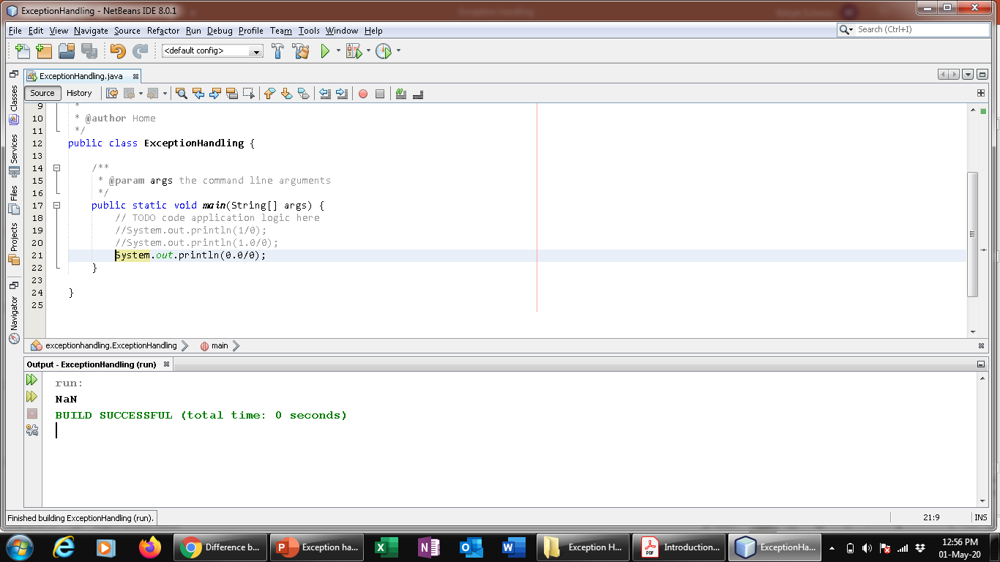 ExceptionHandling - NetBeans IDE 8.0.1
File Edit View Navigate Source Refactor Run Debug Profile Team Tools Window Help
Search (Ctrl+I)
<default config>
ExceptionHandling.java
Source History
Classes
Services
Files
Projects
Navigator
9 *
10 * @author Home
11 */
12 public class ExceptionHandling {
13
14 /**
15 * @param args the command line arguments
16 */
17 public static void main(String[] args) {
18 // TODO code application logic here
19 //System.out.println(1/0);
20 //System.out.println(1.0/0);
21 System.out.println(0.0/0);
22 }
23
24 }
25
exceptionhandling.ExceptionHandling main
Output - ExceptionHandling (run)
run:
NaN
BUILD SUCCESSFUL (total time: 0 seconds)
Finished building ExceptionHandling (run).
21:9 INS
Difference b... Exception ha... Exception H... Introduction... ExceptionHa...
12:56 PM
01-May-20